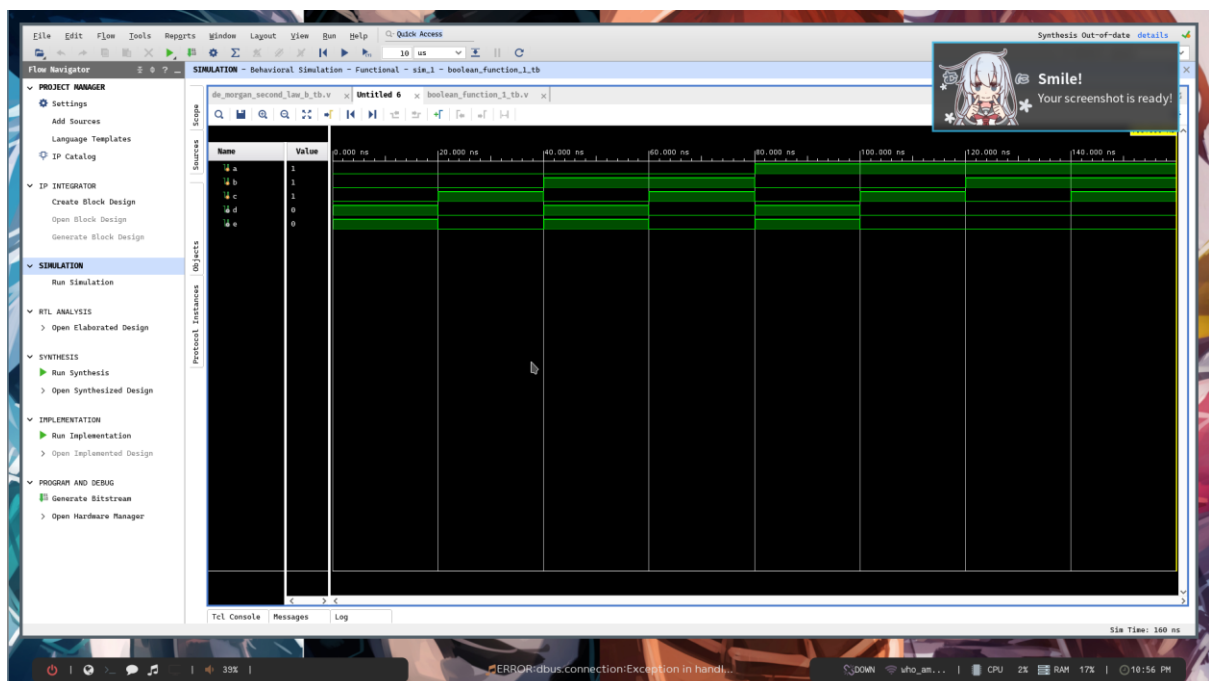 File Edit Flow Tools Reports Window Layout View Run Help Quick Access
Synthesis Out-of-date details
10 us
Flow Navigator
SIMULATION - Behavioral Simulation - Functional - sim_1 - boolean_function_1_tb
Smile!
Your screenshot is ready!
PROJECT MANAGER
Settings
Add Sources
Language Templates
IP Catalog
IP INTEGRATOR
Create Block Design
Open Block Design
Generate Block Design
SIMULATION
Run Simulation
RTL ANALYSIS
Open Elaborated Design
SYNTHESIS
Run Synthesis
Open Synthesized Design
IMPLEMENTATION
Run Implementation
Open Implemented Design
PROGRAM AND DEBUG
Generate Bitstream
Open Hardware Manager
Scope
Sources
Objects
Protocol Instances
de_morgan_second_law_b_tb.v Untitled 6 boolean_function_1_tb.v
Name Value 0.000 ns 20.000 ns 40.000 ns 60.000 ns 80.000 ns 100.000 ns 120.000 ns 140.000 ns
a 1
b 1
c 1
d 0
e 0
Tcl Console Messages Log
Sim Time: 160 ns
39% ERROR:dbus.connection:Exception in handl... DOWN who_am... CPU 2% RAM 17% 10:56 PM